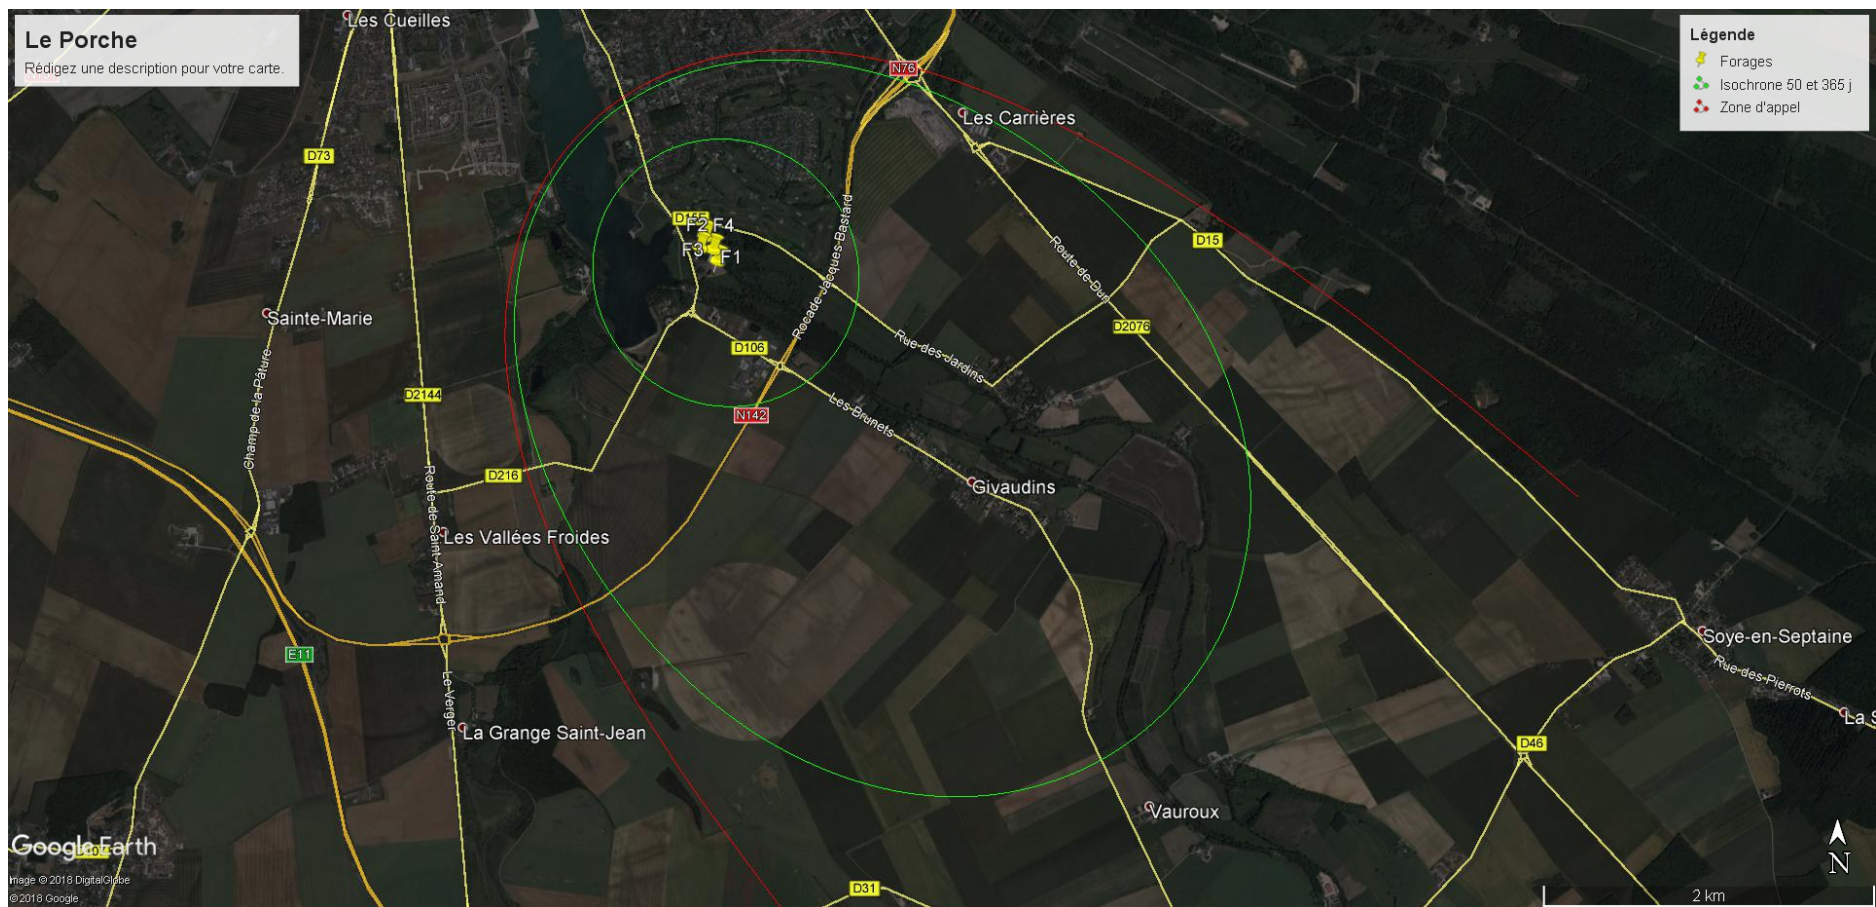 Le Porche
Rédigez une description pour votre carte.
Légende
Forages
Isochrone 50 et 365 j
Zone d'appel
Les Cueilles
N76
Les Carrières
D73
F2
F4
F3
F1
D15
Sainte-Marie
Rocade Jacques Bastard
Route de Dun
D2076
D106
Rue des Jardins
Champ de la Pâture
D2144
N142
Les Brunets
D216
Givaudins
Route de Saint-Amand
Les Vallées Froides
E11
Soye-en-Septaine
Rue des Pierrots
Le Verger
La Grange Saint-Jean
La S
D46
Vauroux
Google Earth
Image © 2018 DigitalGlobe
© 2018 Google
D31
N
2 km